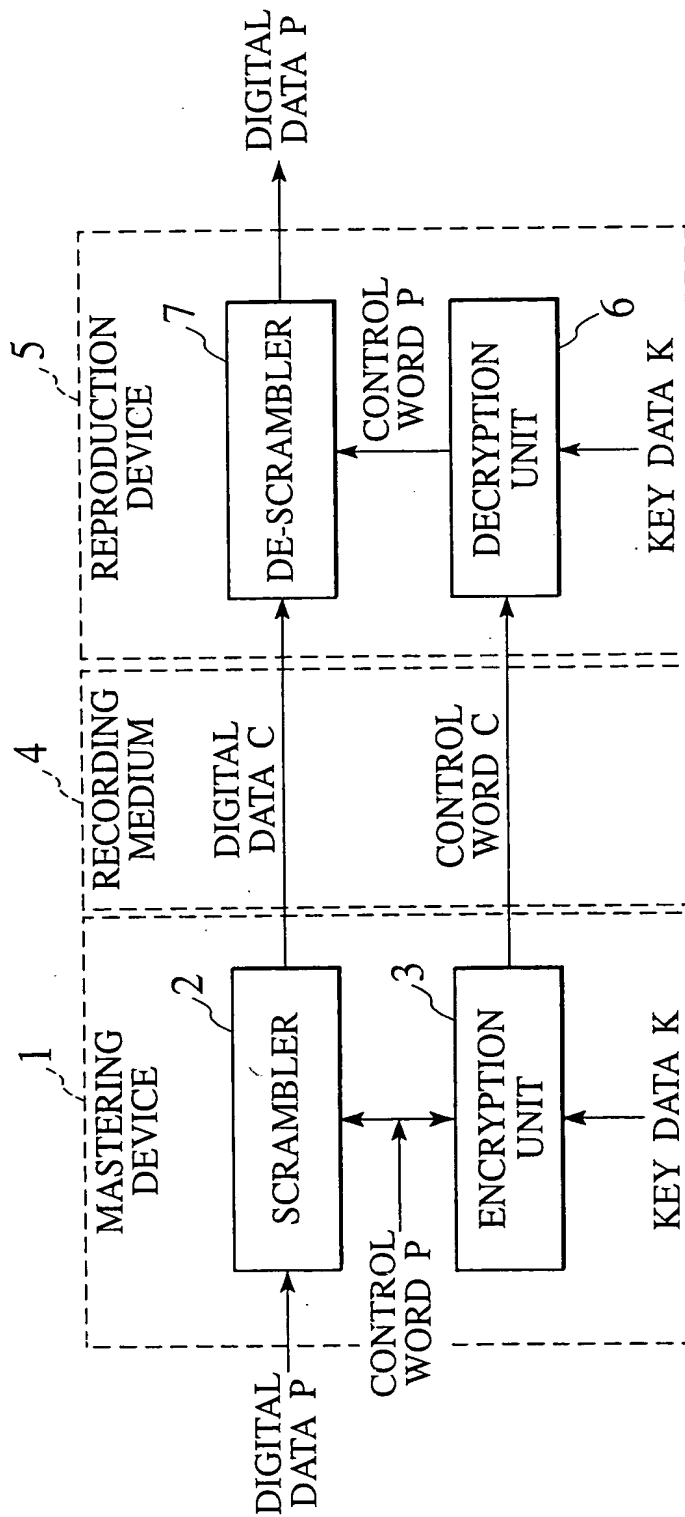 1
MASTERING
DEVICE
DIGITAL
DATA P
2
SCRAMBLER
CONTROL
WORD P
3
ENCRYPTION
UNIT
KEY DATA K
4
RECORDING
MEDIUM
DIGITAL
DATA C
CONTROL
WORD C
5
REPRODUCTION
DEVICE
7
DE-SCRAMBLER
CONTROL
WORD P
6
DECRYPTION
UNIT
KEY DATA K
DIGITAL
DATA P